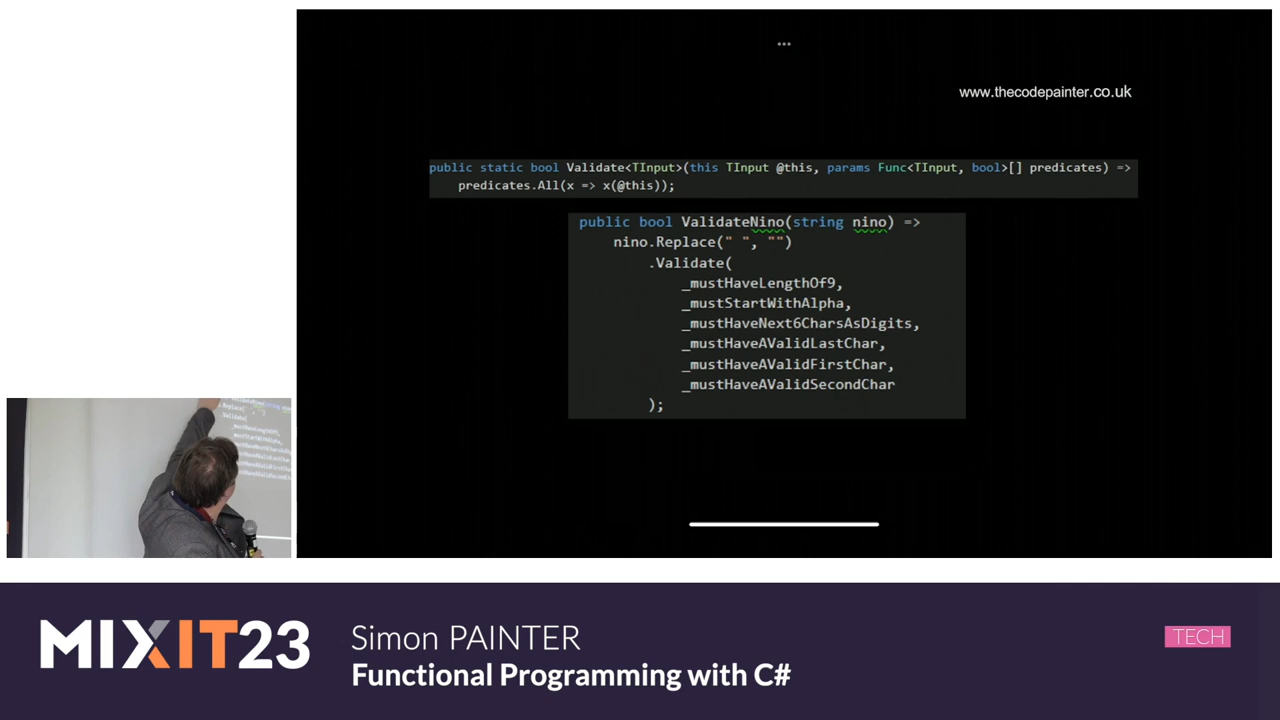 www.thecodepainter.co.uk
public static bool Validate<TInput>(this TInput @this, params Func<TInput, bool>[] predicates) =>
predicates.All(x => x(@this));
public bool ValidateNino(string nino) =>
nino.Replace(" ", "")
.Validate(
_mustHaveLengthOf9,
_mustStartWithAlpha,
_mustHaveNext6CharsAsDigits,
_mustHaveAValidLastChar,
_mustHaveAValidFirstChar,
_mustHaveAValidSecondChar
);
MIXIT23
Simon PAINTER
Functional Programming with C#
TECH